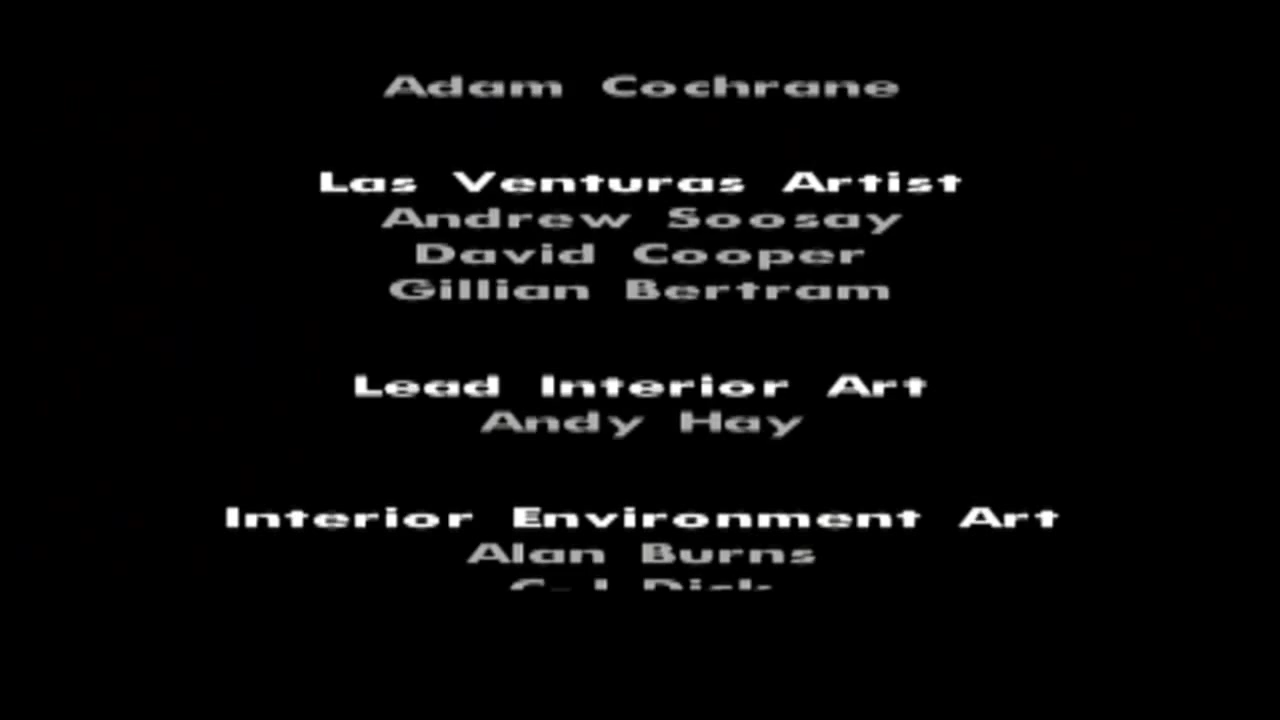 Adam Cochrane
Las Venturas Artist
Andrew Soosay
David Cooper
Gillian Bertram
Lead Interior Art
Andy Hay
Interior Environment Art
Alan Burns